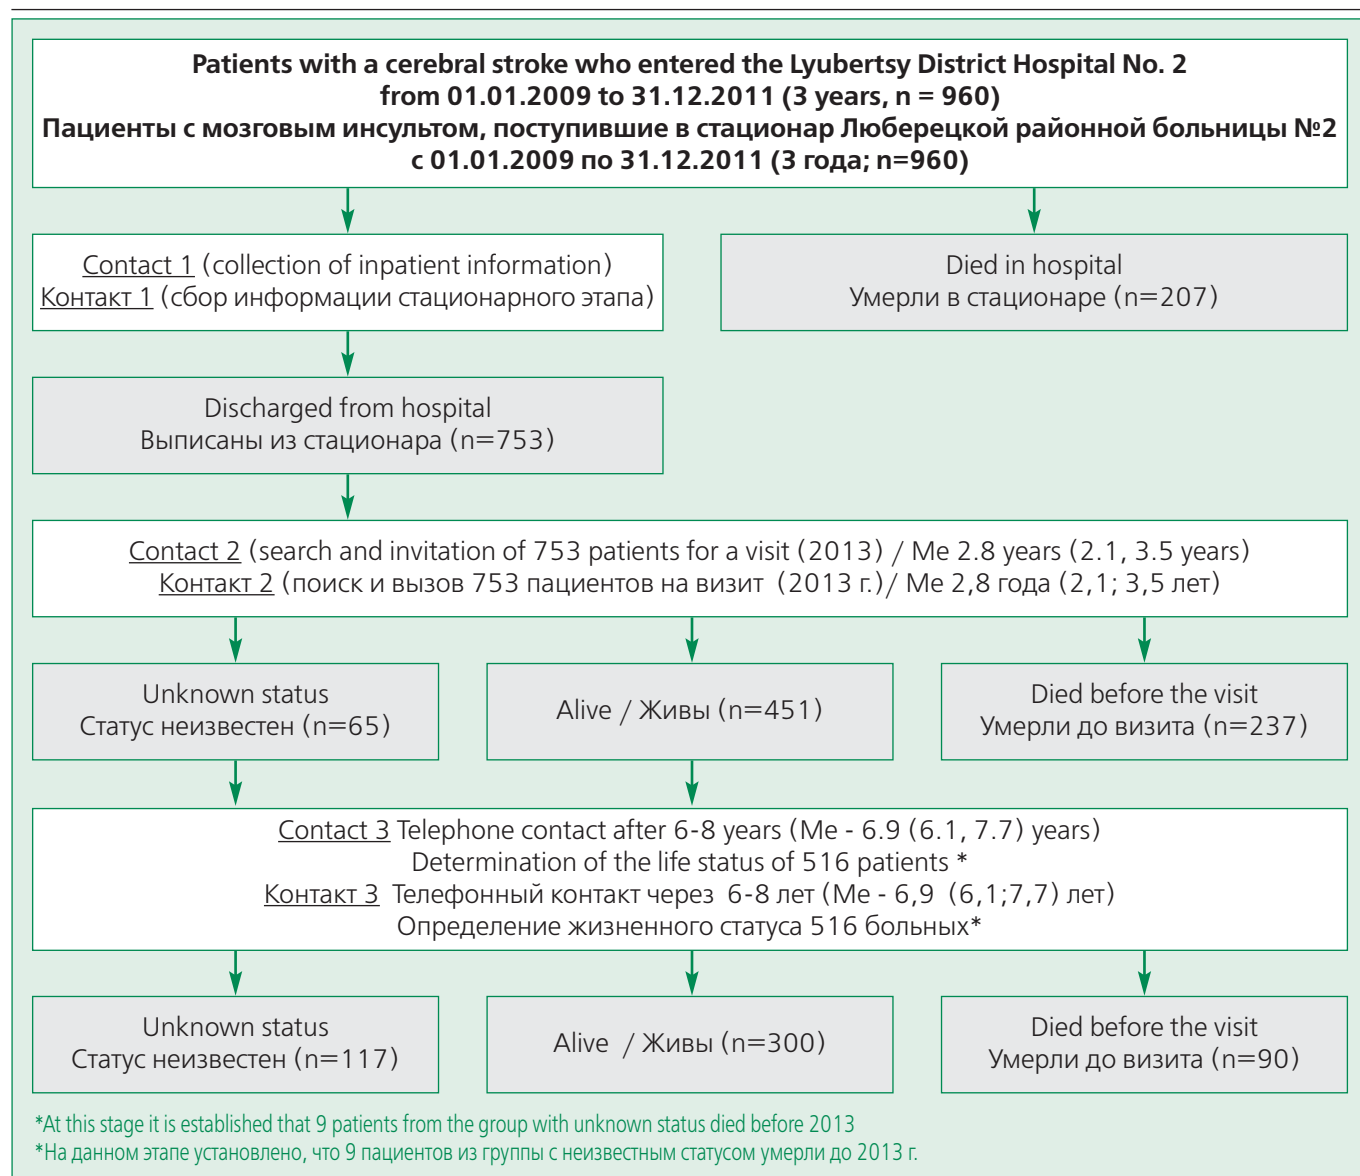 Patients with a cerebral stroke who entered the Lyubertsy District Hospital No. 2
from 01.01.2009 to 31.12.2011 (3 years, n = 960)
Пациенты с мозговым инсультом, поступившие в стационар Люберецкой районной больницы №2
с 01.01.2009 по 31.12.2011 (3 года; n=960)
Contact 1 (collection of inpatient information)
Контакт 1 (сбор информации стационарного этапа)
Died in hospital
Умерли в стационаре (n=207)
Discharged from hospital
Выписаны из стационара (n=753)
Contact 2 (search and invitation of 753 patients for a visit (2013) / Me 2.8 years (2.1, 3.5 years)
Контакт 2 (поиск и вызов 753 пациентов на визит (2013 г.)/ Me 2,8 года (2,1; 3,5 лет)
Unknown status
Статус неизвестен (n=65)
Alive / Живы (n=451)
Died before the visit
Умерли до визита (n=237)
Contact 3 Telephone contact after 6-8 years (Me - 6.9 (6.1, 7.7) years)
Determination of the life status of 516 patients *
Контакт 3 Телефонный контакт через 6-8 лет (Me - 6,9 (6,1;7,7) лет)
Определение жизненного статуса 516 больных*
Unknown status
Статус неизвестен (n=117)
Alive / Живы (n=300)
Died before the visit
Умерли до визита (n=90)
*At this stage it is established that 9 patients from the group with unknown status died before 2013
*На данном этапе установлено, что 9 пациентов из группы с неизвестным статусом умерли до 2013 г.